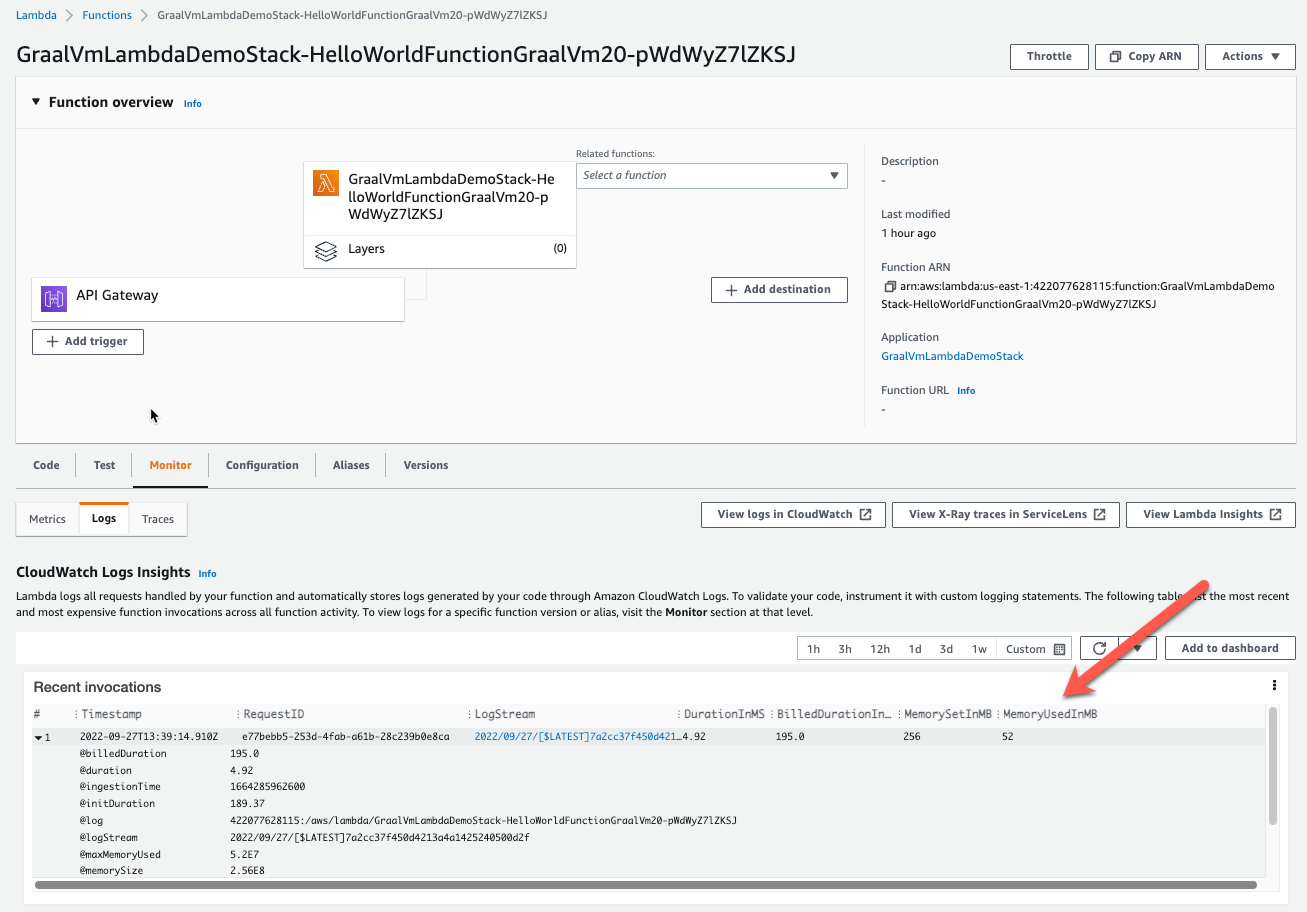 Lambda > Functions > GraalVmLambdaDemoStack-HelloWorldFunctionGraalVm20-pWdWyZ7lZKSJ
GraalVmLambdaDemoStack-HelloWorldFunctionGraalVm20-pWdWyZ7lZKSJ
Throttle Copy ARN Actions
Function overview Info
Related functions:
Select a function
GraalVmLambdaDemoStack-He
lloWorldFunctionGraalVm20-p
WdWyZ7lZKSJ
Layers (0)
API Gateway
Add trigger
Add destination
Description
-
Last modified
1 hour ago
Function ARN
arn:aws:lambda:us-east-1:422077628115:function:GraalVmLambdaDemo
Stack-HelloWorldFunctionGraalVm20-pWdWyZ7lZKSJ
Application
GraalVmLambdaDemoStack
Function URL Info
-
Code Test Monitor Configuration Aliases Versions
Metrics Logs Traces
View logs in CloudWatch View X-Ray traces in ServiceLens View Lambda Insights
CloudWatch Logs Insights Info
Lambda logs all requests handled by your function and automatically stores logs generated by your code through Amazon CloudWatch Logs. To validate your code, instrument it with custom logging statements. The following table the most recent
and most expensive function invocations across all function activity. To view logs for a specific function version or alias, visit the Monitor section at that level.
1h 3h 12h 1d 3d 1w Custom Add to dashboard
Recent invocations
# : Timestamp : RequestID : LogStream : DurationInMS : BilledDurationIn... : MemorySetInMB : MemoryUsedInMB
1 2022-09-27T13:39:14.910Z e77bebb5-253d-4fab-a61b-28c239b0e8ca 2022/09/27/[$LATEST]7a2cc37f450d421… 4.92 195.0 256 52
@billedDuration 195.0
@duration 4.92
@ingestionTime 1664285962600
@initDuration 189.37
@log 422077628115:/aws/lambda/GraalVmLambdaDemoStack-HelloWorldFunctionGraalVm20-pWdWyZ7lZKSJ
@logStream 2022/09/27/[$LATEST]7a2cc37f450d4213a4a1425240500d2f
@maxMemoryUsed 5.2E7
@memorySize 2.56E8